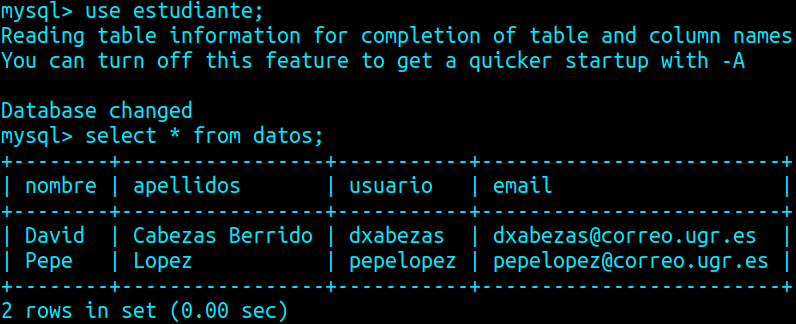 mysql> use estudiante;
Reading table information for completion of table and column names
You can turn off this feature to get a quicker startup with -A
Database changed
mysql> select * from datos;
+--------+-----------------+-----------+-------------------------+
| nombre | apellidos       | usuario   | email                   |
+--------+-----------------+-----------+-------------------------+
| David  | Cabezas Berrido | dxabezas  | dxabezas@correo.ugr.es  |
| Pepe   | Lopez           | pepelopez | pepelopez@correo.ugr.es |
+--------+-----------------+-----------+-------------------------+
2 rows in set (0.00 sec)